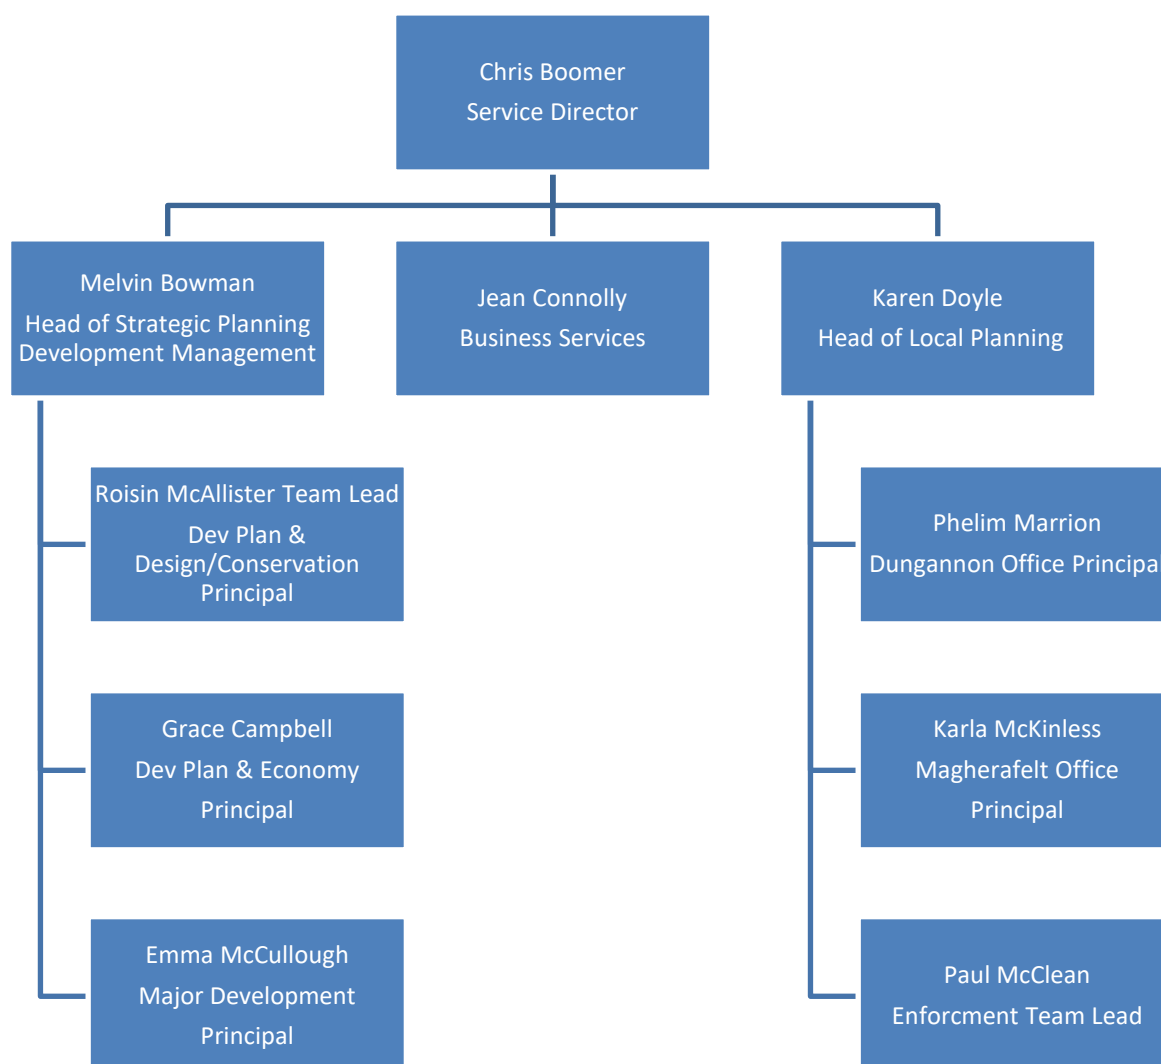 Chris Boomer
Service Director
Melvin Bowman
Head of Strategic Planning
Development Management
Jean Connolly
Business Services
Karen Doyle
Head of Local Planning
Roisin McAllister Team Lead
Dev Plan &
Design/Conservation
Principal
Phelim Marrion
Dungannon Office Principal
Grace Campbell
Dev Plan & Economy
Principal
Karla McKinless
Magherafelt Office
Principal
Emma McCullough
Major Development
Principal
Paul McClean
Enforcment Team Lead